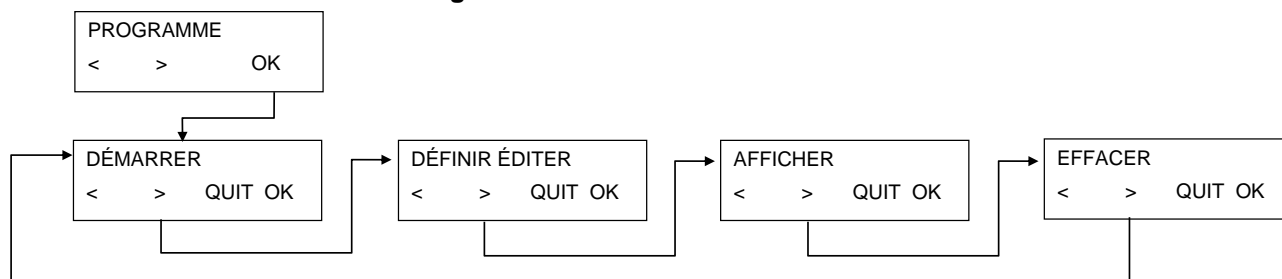 PROGRAMME
< > OK
DÉMARRER
< > QUIT OK
DÉFINIR ÉDITER
< > QUIT OK
AFFICHER
< > QUIT OK
EFFACER
< > QUIT OK